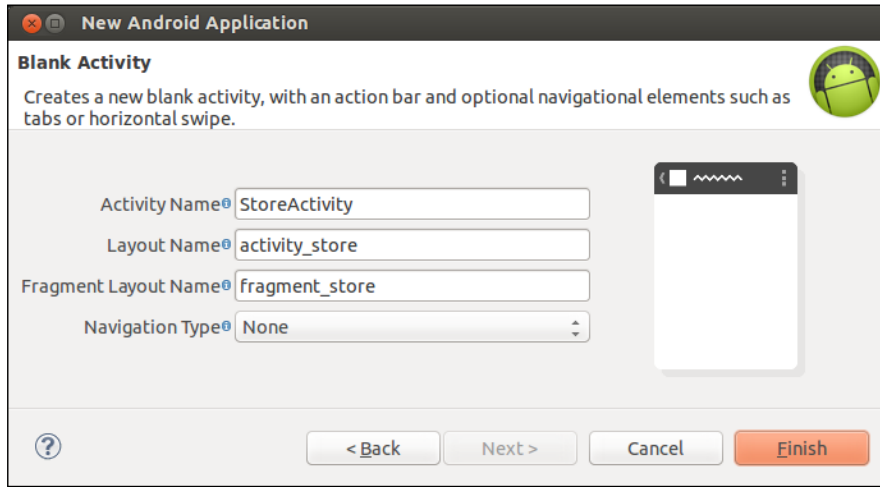 New Android Application
Blank Activity
Creates a new blank activity, with an action bar and optional navigational elements such as
tabs or horizontal swipe.
Activity Name StoreActivity
Layout Name activity_store
Fragment Layout Name fragment_store
Navigation Type None
< Back Next > Cancel Finish